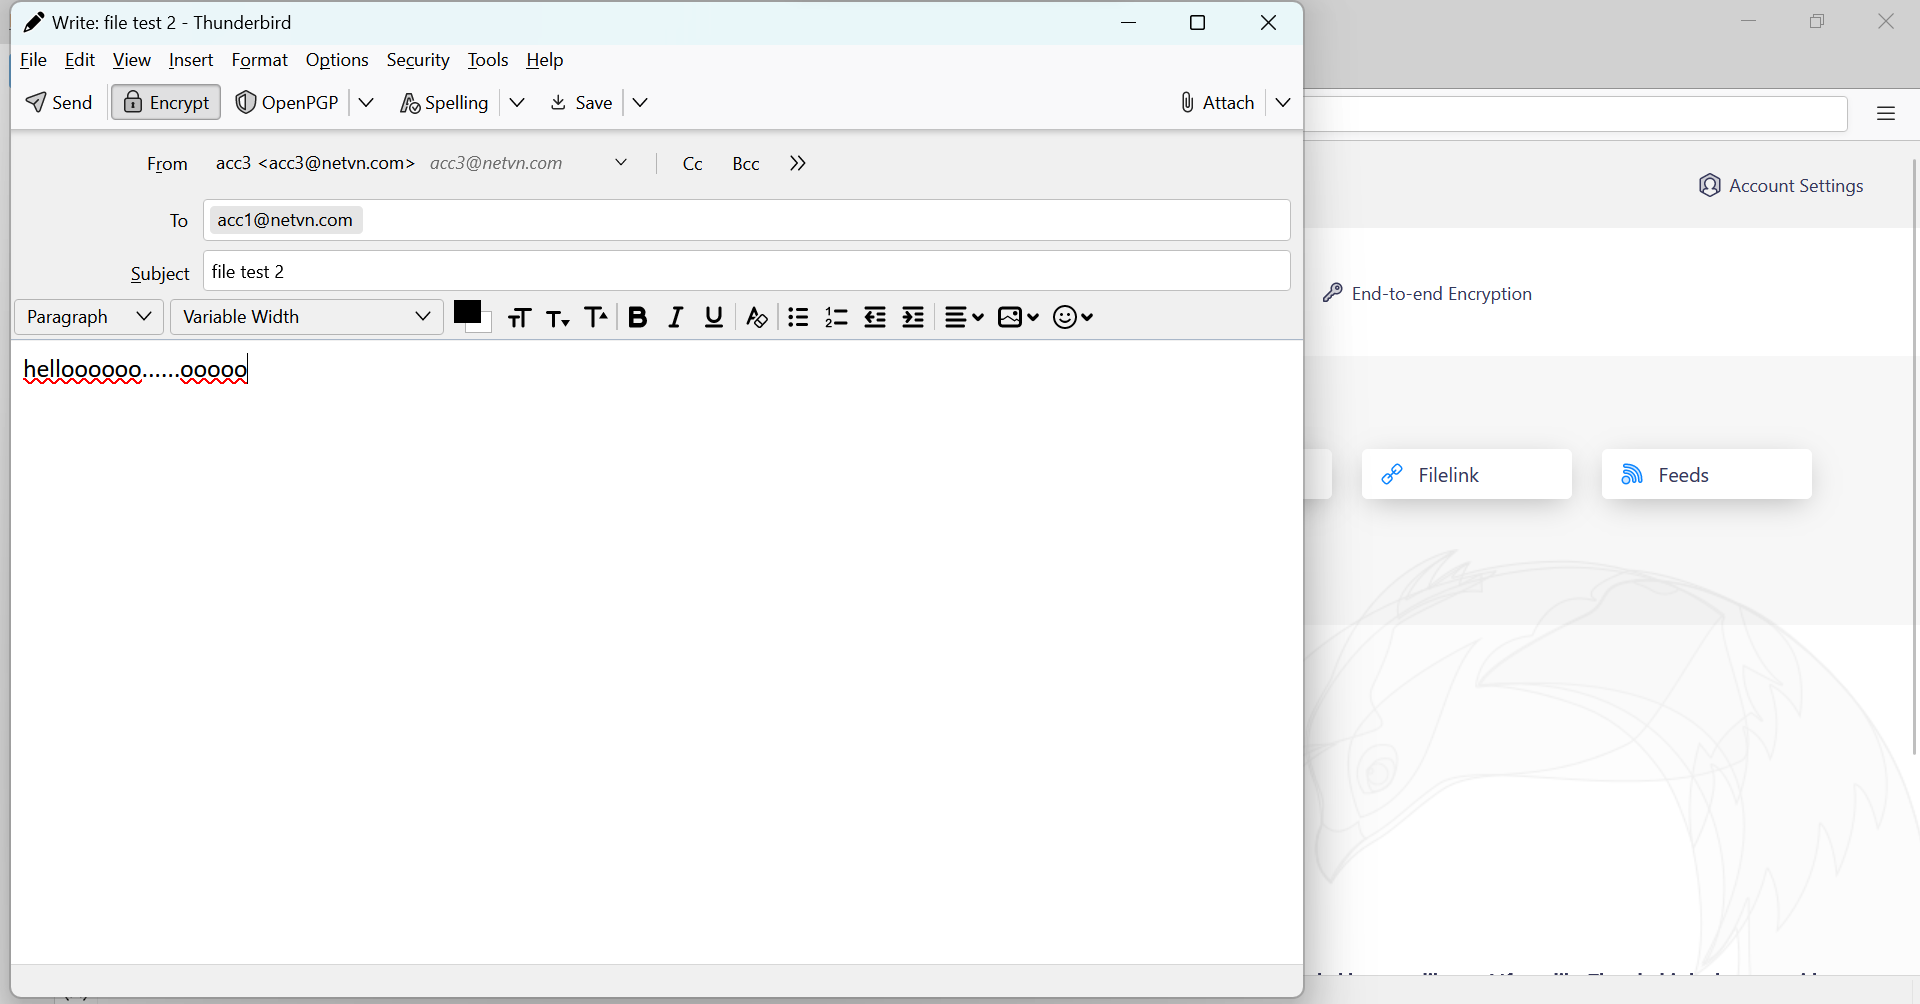 Write: file test 2 - Thunderbird
File Edit View Insert Format Options Security Tools Help
Send Encrypt OpenPGP Spelling Save Attach
From acc3 <acc3@netvn.com> acc3@netvn.com Cc Bcc
To acc1@netvn.com
Subject file test 2
Paragraph Variable Width
helloooooo......ooooo
Account Settings
End-to-end Encryption
Filelink
Feeds